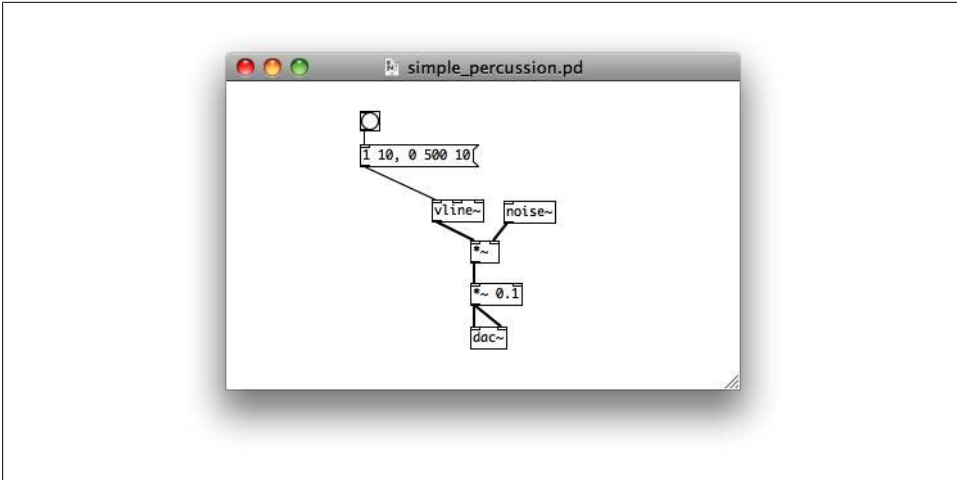 simple_percussion.pd
1 10, 0 500 10
vline~
noise~
*~
*~ 0.1
dac~